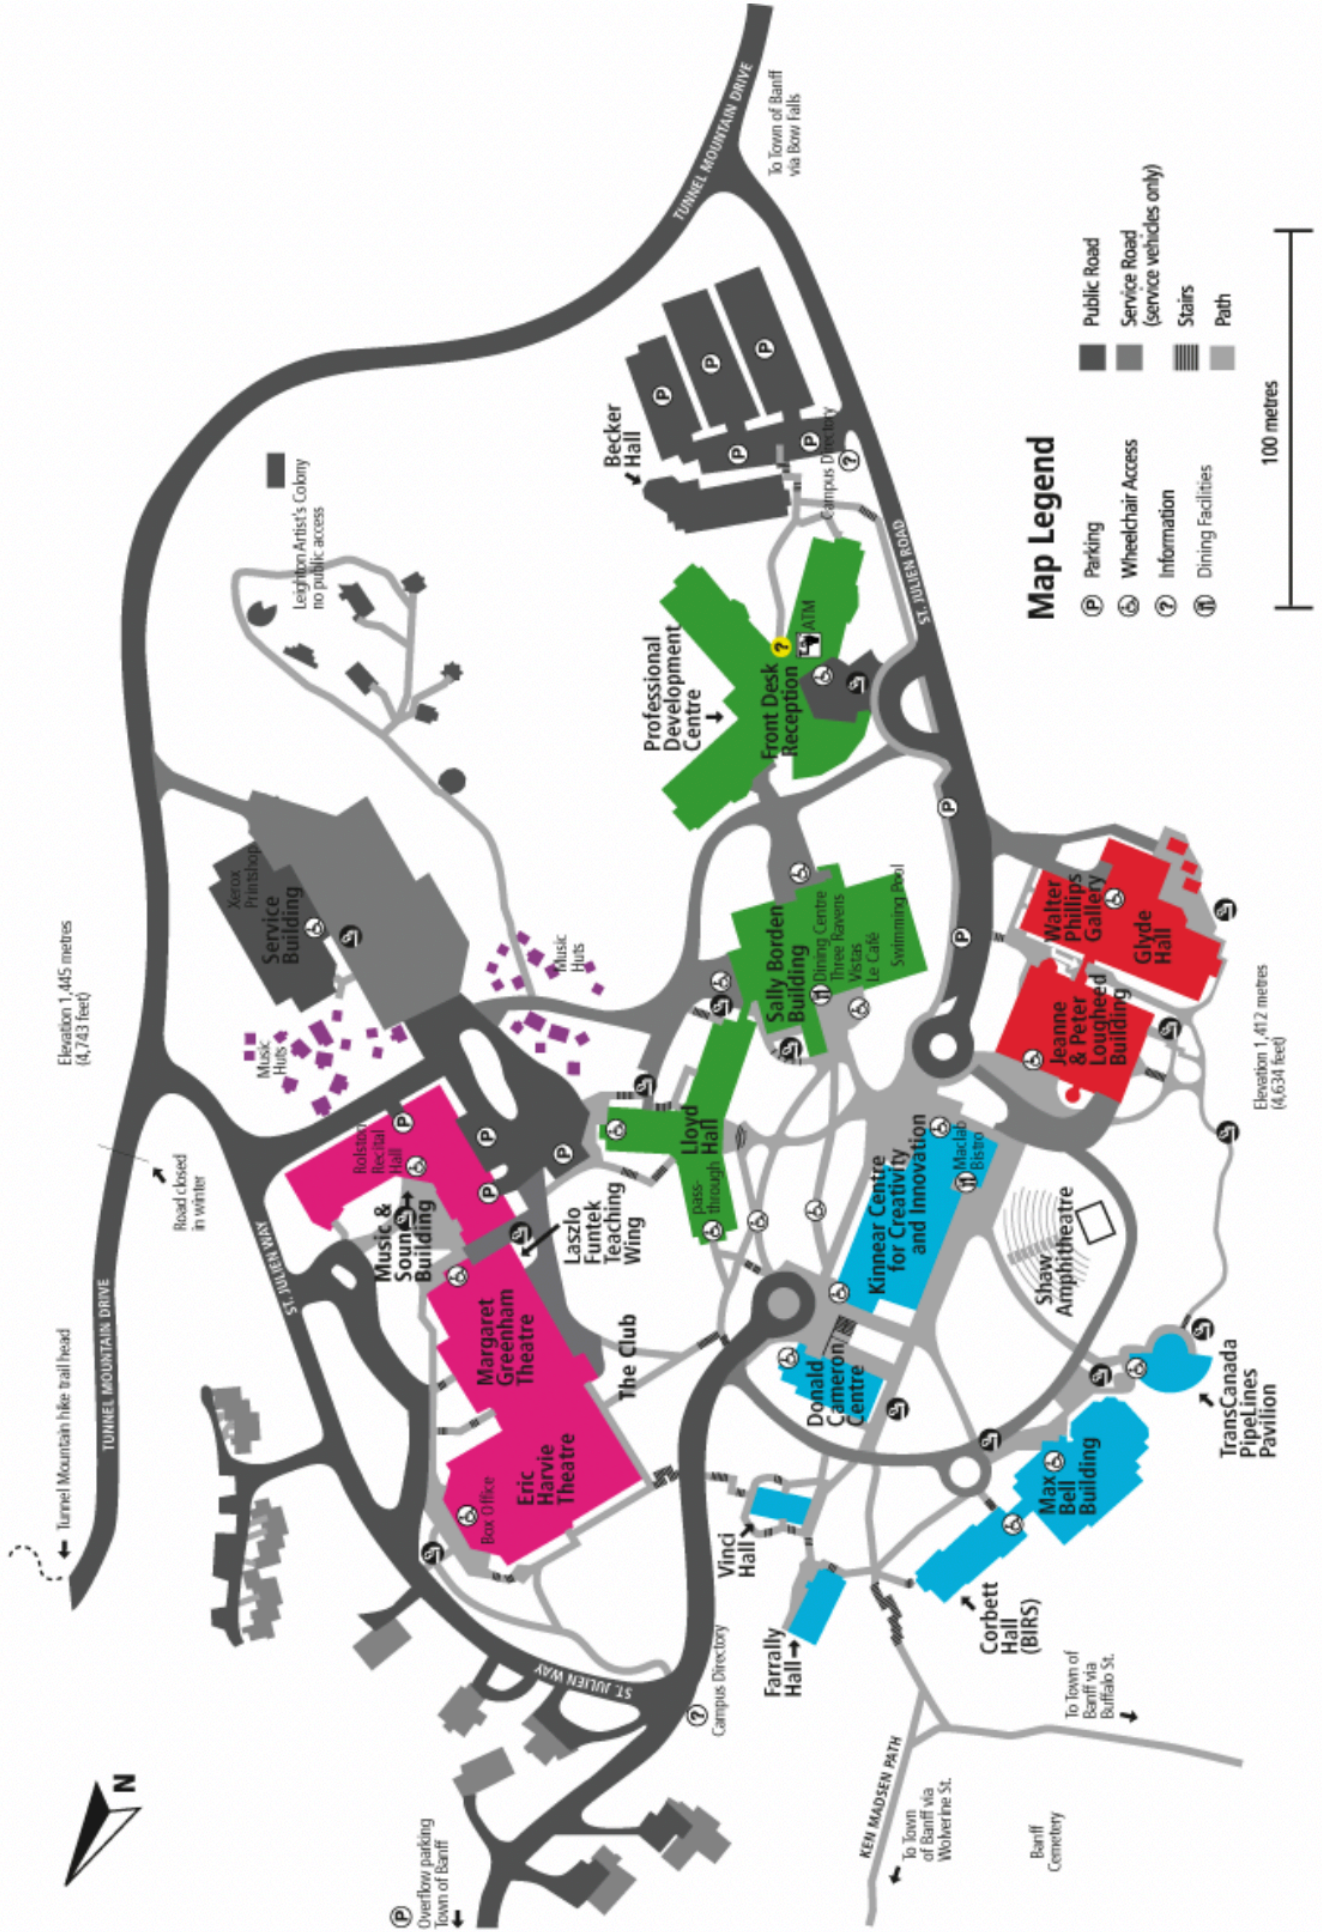 Tunnel Mountain hike trail head
TUNNEL MOUNTAIN DRIVE
Road closed
in winter
Elevation 1,445 metres
(4,743 feet)
TUNNEL MOUNTAIN DRIVE
To Town of Banff
via Bow Falls
N
ST. JULIEN WAY
Music
Huts
Xerox
Printshop
Service
Building
Leighton Artist's Colony
no public access
Rolston
Recital
Hall
Music &
Sound
Building
Music
Huts
P
Overflow parking
Town of Banff
Box Office
Eric
Harvie
Theatre
Margaret
Greenham
Theatre
Laszlo
Funtek
Teaching
Wing
The Club
P
P
P
P
ST. JULIEN WAY
?
Campus Directory
Lloyd
Hall
pass-
through
Professional
Development
Centre
Front Desk
Reception
?
ATM
Becker
Hall
P
P
P
P
P
Campus Directory
?
Sally Borden
Building
Dining Centre
Three Ravens
Vistas
Le Café
Swimming Pool
ST. JULIEN ROAD
P
P
Vinci
Hall
Farrally
Hall
Donald
Cameron
Centre
Kinnear Centre
for Creativity
and Innovation
Maclab
Bistro
KEN MADSEN PATH
To Town
of Banff via
Wolverine St.
Banff
Cemetery
To Town of
Banff via
Buffalo St.
Corbett
Hall
(BIRS)
Max
Bell
Building
TransCanada
PipeLines
Pavilion
Shaw
Amphitheatre
Jeanne
& Peter
Lougheed
Building
Walter
Phillips
Gallery
Glyde
Hall
Elevation 1,412 metres
(4,634 feet)
Map Legend
P Parking
Wheelchair Access
? Information
Dining Facilities
Public Road
Service Road
(service vehicles only)
Stairs
Path
100 metres